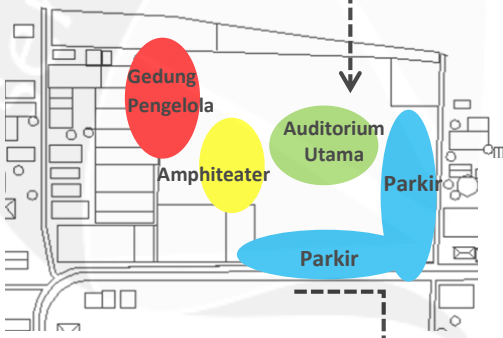 Gedung
Pengelola
Auditorium
Utama
Amphiteater
Parkir
Parkir